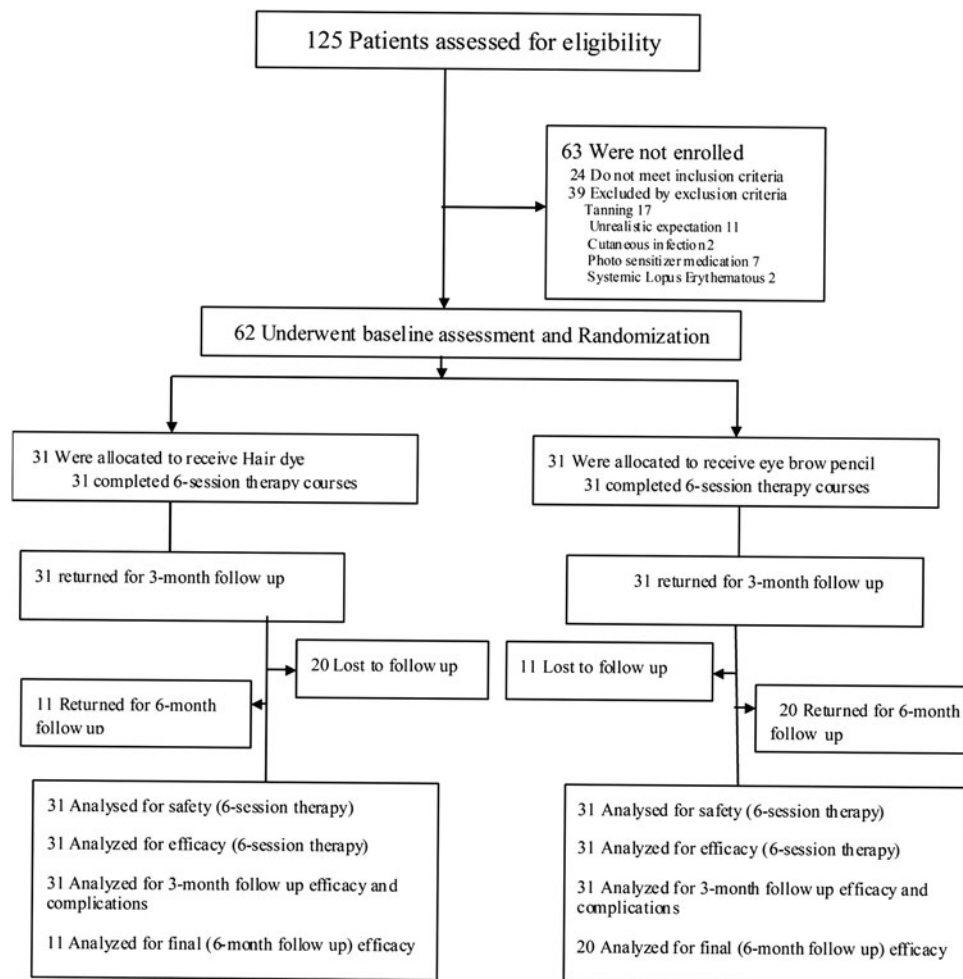 125 Patients assessed for eligibility
63 Were not enrolled
24 Do not meet inclusion criteria
39 Excluded by exclusion criteria
Tanning 17
Unrealistic expectation 11
Cutaneous infection 2
Photo sensitizer medication 7
Systemic Lopus Erythematous 2
62 Underwent baseline assessment and Randomization
31 Were allocated to receive Hair dye
31 completed 6-session therapy courses
31 Were allocated to receive eye brow pencil
31 completed 6-session therapy courses
31 returned for 3-month follow up
31 returned for 3-month follow up
20 Lost to follow up
11 Lost to follow up
11 Returned for 6-month
follow up
20 Returned for 6-month
follow up
31 Analysed for safety (6-session therapy)
31 Analyzed for efficacy (6-session therapy)
31 Analyzed for 3-month follow up efficacy and
complications
11 Analyzed for final (6-month follow up) efficacy
31 Analysed for safety (6-session therapy)
31 Analyzed for efficacy (6-session therapy)
31 Analyzed for 3-month follow up efficacy and
complications
20 Analyzed for final (6-month follow up) efficacy